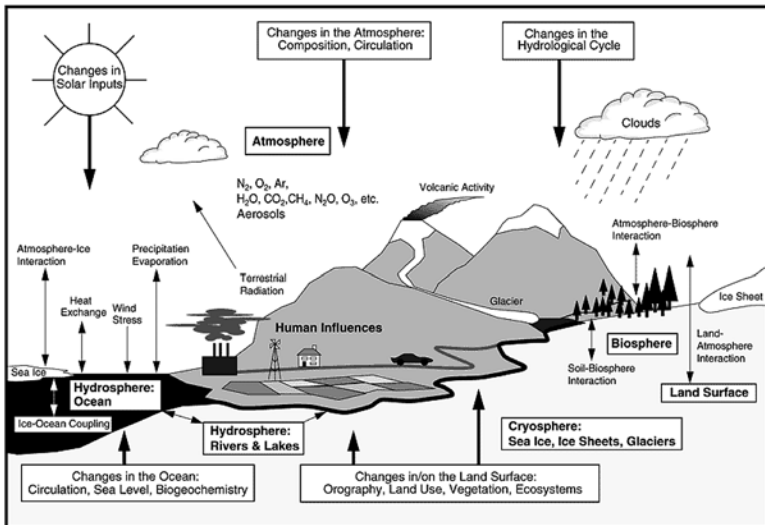 Changes in the Atmosphere:
Composition, Circulation
Changes in the
Hydrological Cycle
Changes in
Solar Inputs
Clouds
Atmosphere
N₂, O₂, Ar,
H₂O, CO₂,CH₄, N₂O, O₃, etc.
Aerosols
Volcanic Activity
Atmosphere-Biosphere
Interaction
Atmosphere-Ice
Interaction
Precipitation
Evaporation
Terrestrial
Radiation
Heat
Exchange
Wind
Stress
Glacier
Ice Sheet
Human Influences
Land-
Atmosphere
Interaction
Biosphere
Soil-Biosphere
Interaction
Sea Ice
Hydrosphere:
Ocean
Land Surface
Ice-Ocean Coupling
Hydrosphere:
Rivers & Lakes
Cryosphere:
Sea Ice, Ice Sheets, Glaciers
Changes in the Ocean:
Circulation, Sea Level, Biogeochemistry
Changes in/on the Land Surface:
Orography, Land Use, Vegetation, Ecosystems